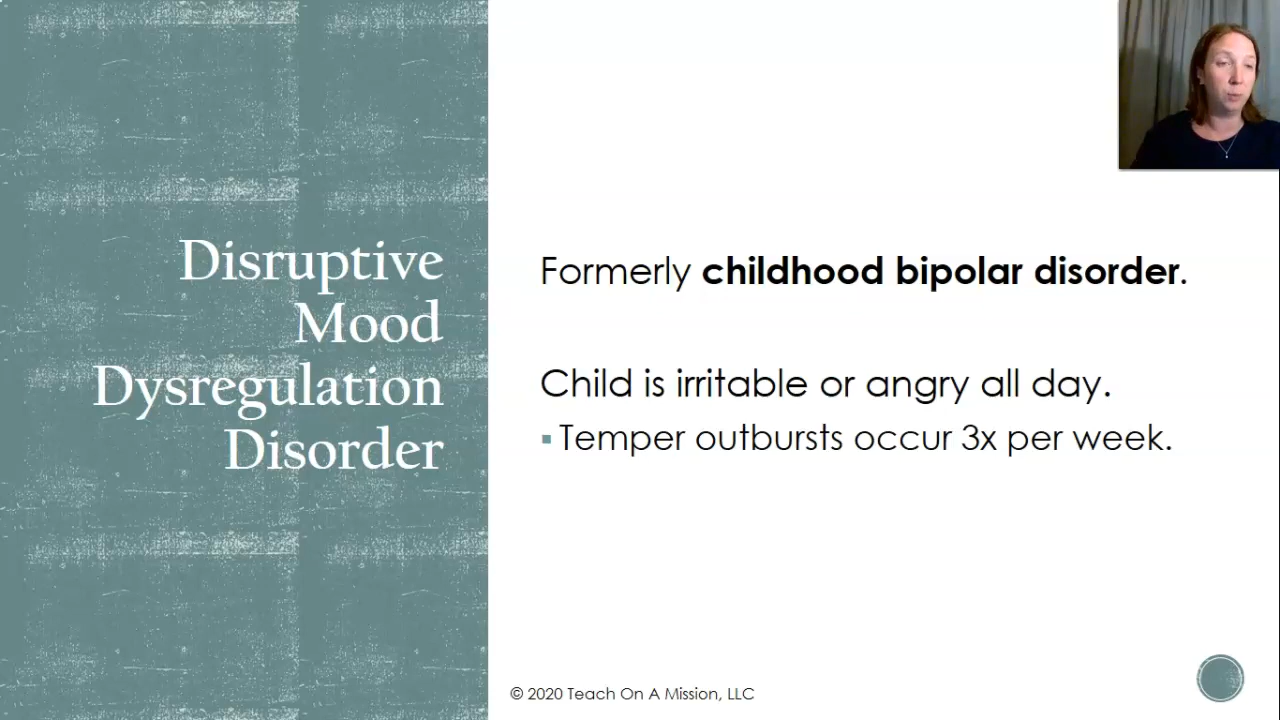 Disruptive
Mood
Dysregulation
Disorder
Formerly childhood bipolar disorder.
Child is irritable or angry all day.
▪ Temper outbursts occur 3x per week.
© 2020 Teach On A Mission, LLC